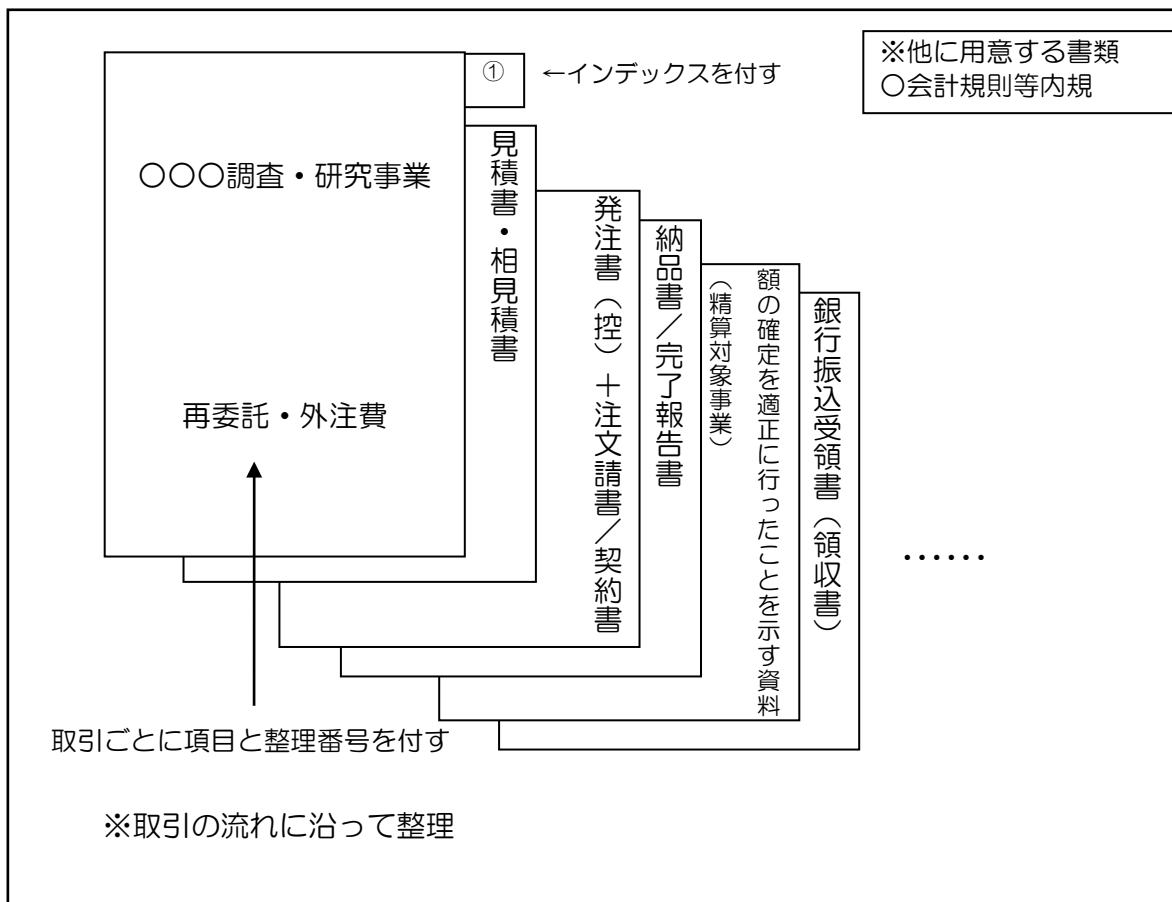 ①
←インデックスを付す
※他に用意する書類
〇会計規則等内規
〇〇〇調査・研究事業
再委託・外注費
見積書・相見積書
発注書（控）＋注文請書／契約書
納品書／完了報告書
額の確定を適正に行ったことを示す資料
（精算対象事業）
銀行振込受領書（領収書）
……
取引ごとに項目と整理番号を付す
※取引の流れに沿って整理